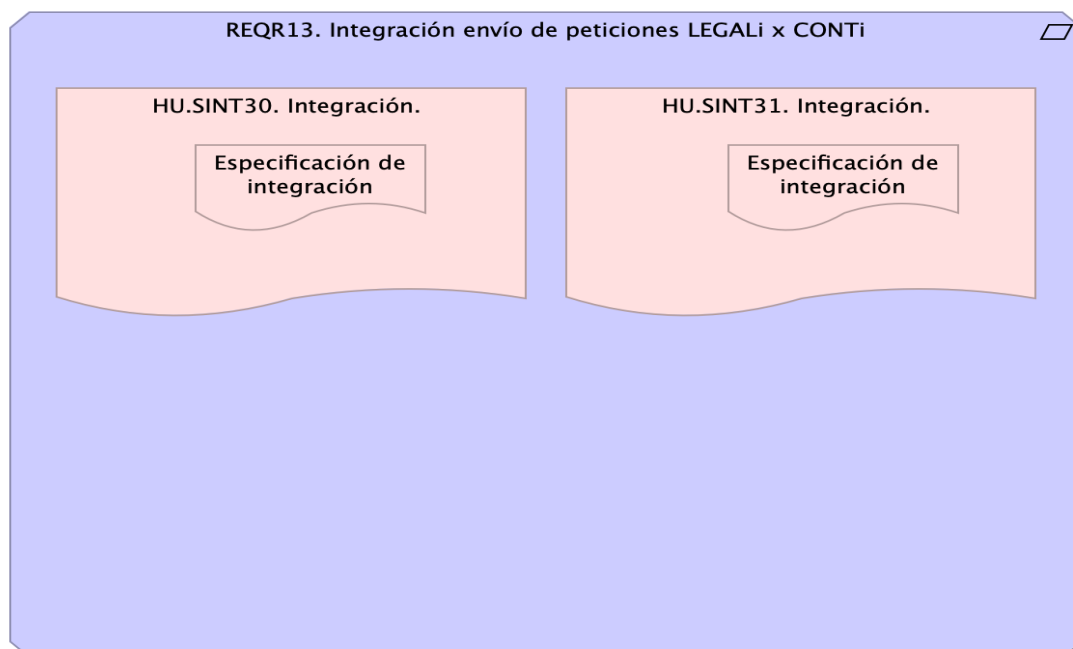 REQR13. Integración envío de peticiones LEGALi x CONTi
HU.SINT30. Integración.
Especificación de
integración
HU.SINT31. Integración.
Especificación de
integración